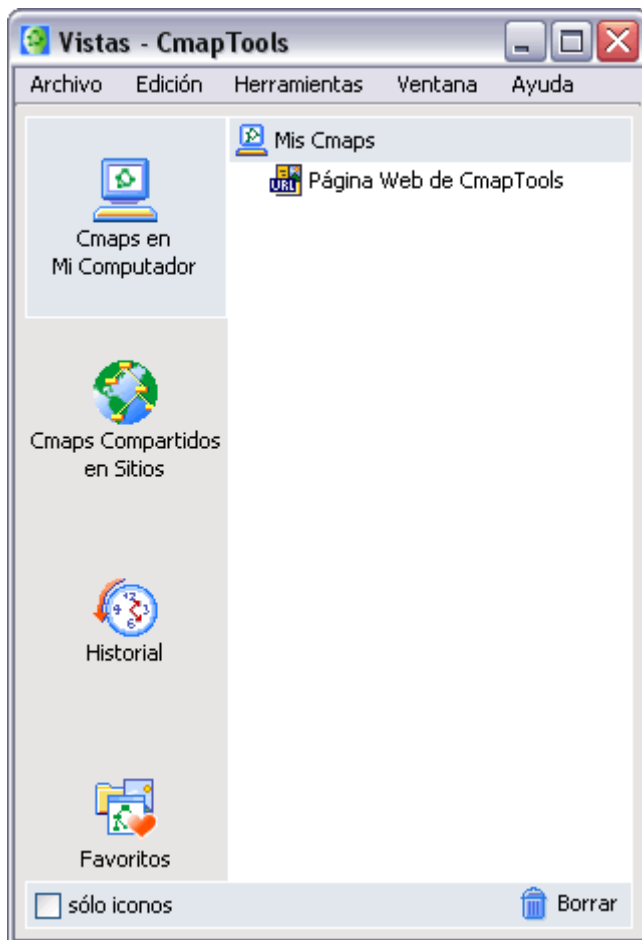 Vistas - CmapTools
Archivo Edición Herramientas Ventana Ayuda
Cmaps en
Mi Computador
Cmaps Compartidos
en Sitios
Historial
Favoritos
Mis Cmaps
URL Página Web de CmapTools
sólo iconos
Borrar